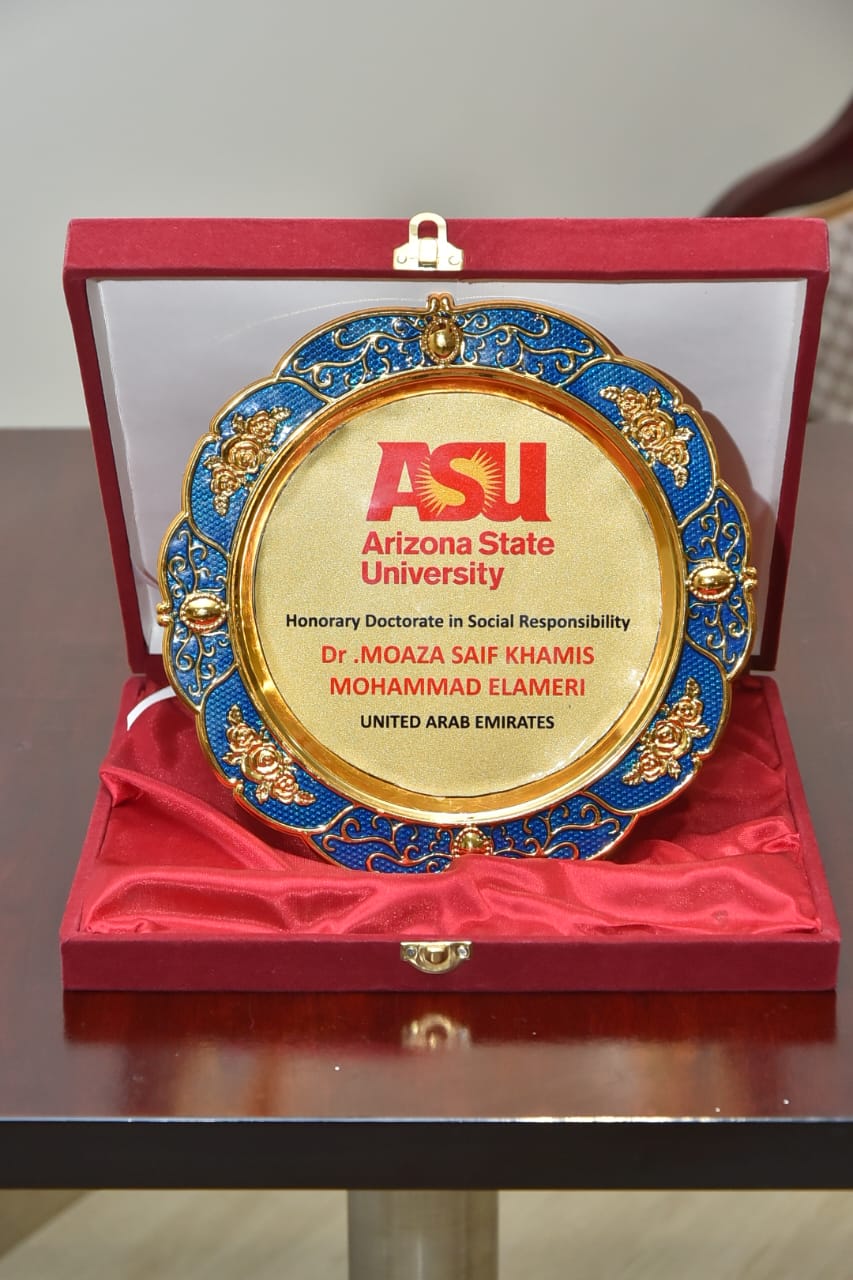 ASU
Arizona State
University
Honorary Doctorate in Social Responsibility
Dr .MOAZA SAIF KHAMIS
MOHAMMAD ELAMERI
UNITED ARAB EMIRATES